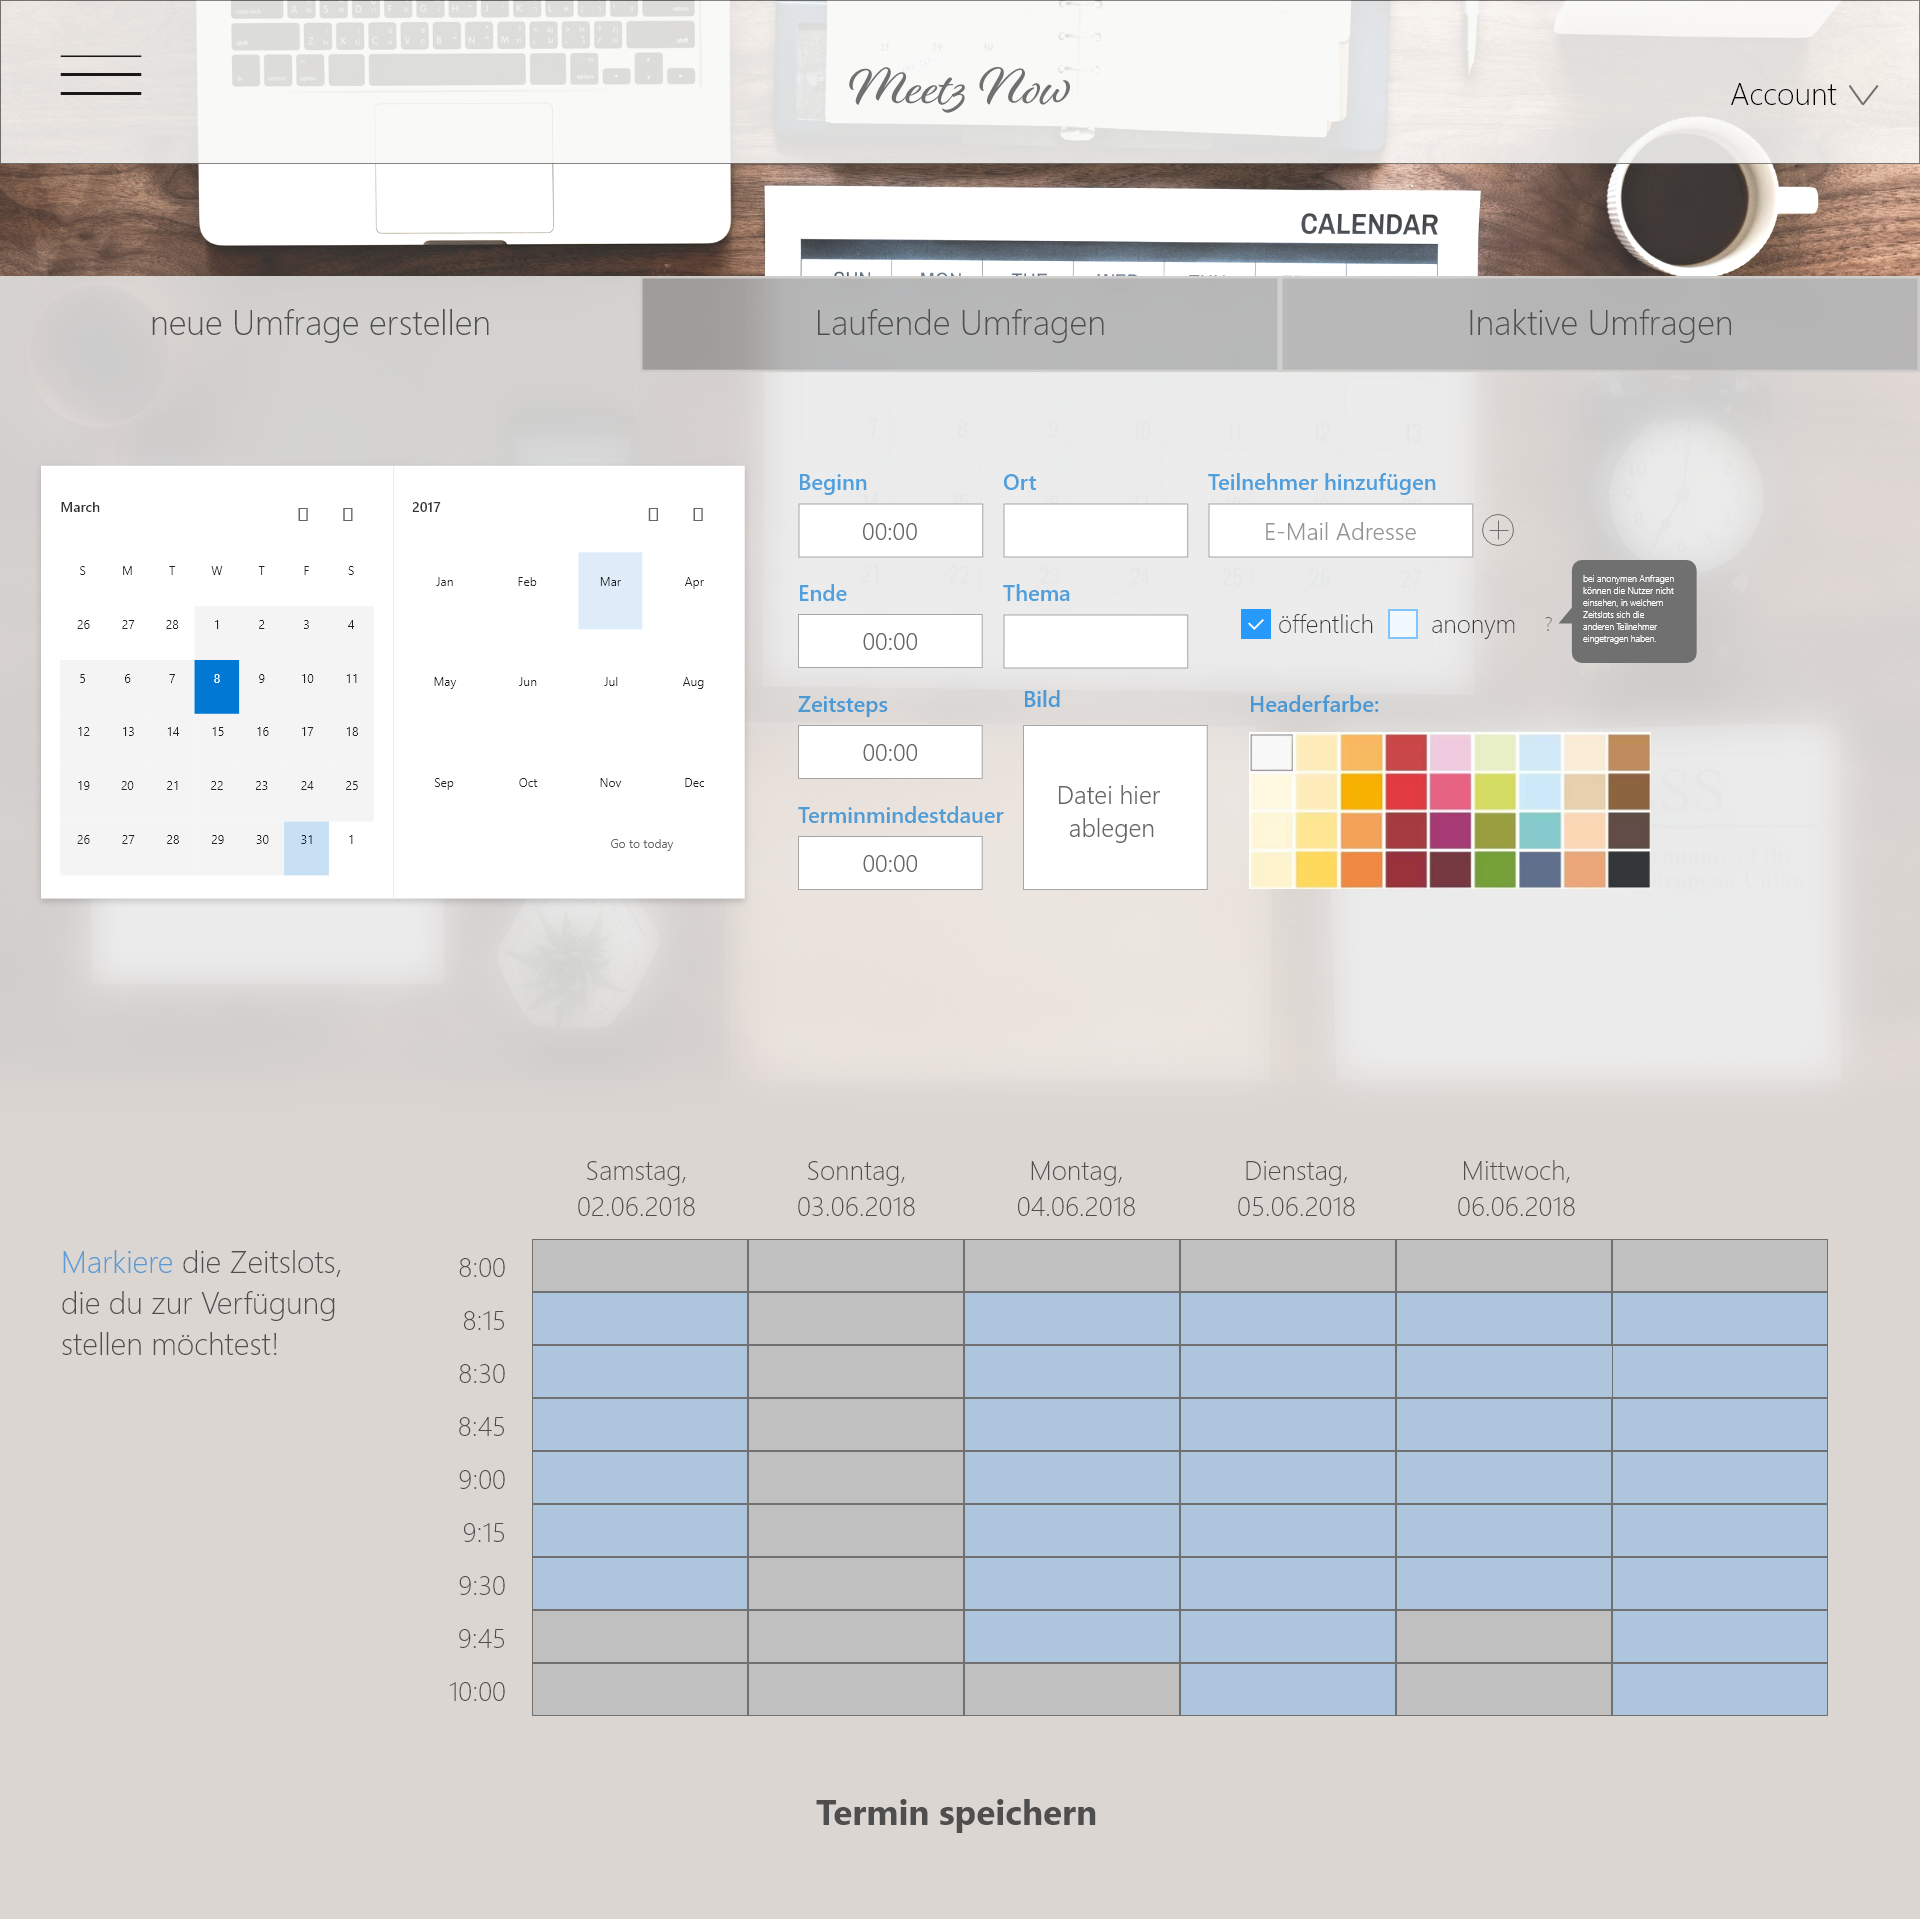 Meetz Now
Account
CALENDAR
SUN MON TUE WED
neue Umfrage erstellen
Laufende Umfragen
Inaktive Umfragen
March
S M T W T F S
26 27 28 1 2 3 4
5 6 7 8 9 10 11
12 13 14 15 16 17 18
19 20 21 22 23 24 25
26 27 28 29 30 31 1
2017
Jan Feb Mar Apr
May Jun Jul Aug
Sep Oct Nov Dec
Go to today
Beginn
00:00
Ort
Teilnehmer hinzufügen
E-Mail Adresse
Ende
00:00
Thema
öffentlich
anonym
?
bei anonymen Anfragen
können die Nutzer nicht
einsehen, in welchem
Zeitslots sich die
anderen Teilnehmer
eingetragen haben.
Zeitsteps
00:00
Bild
Datei hier
ablegen
Headerfarbe:
Terminmindestdauer
00:00
Markiere die Zeitslots,
die du zur Verfügung
stellen möchtest!
Samstag,
02.06.2018
Sonntag,
03.06.2018
Montag,
04.06.2018
Dienstag,
05.06.2018
Mittwoch,
06.06.2018
8:00
8:15
8:30
8:45
9:00
9:15
9:30
9:45
10:00
Termin speichern